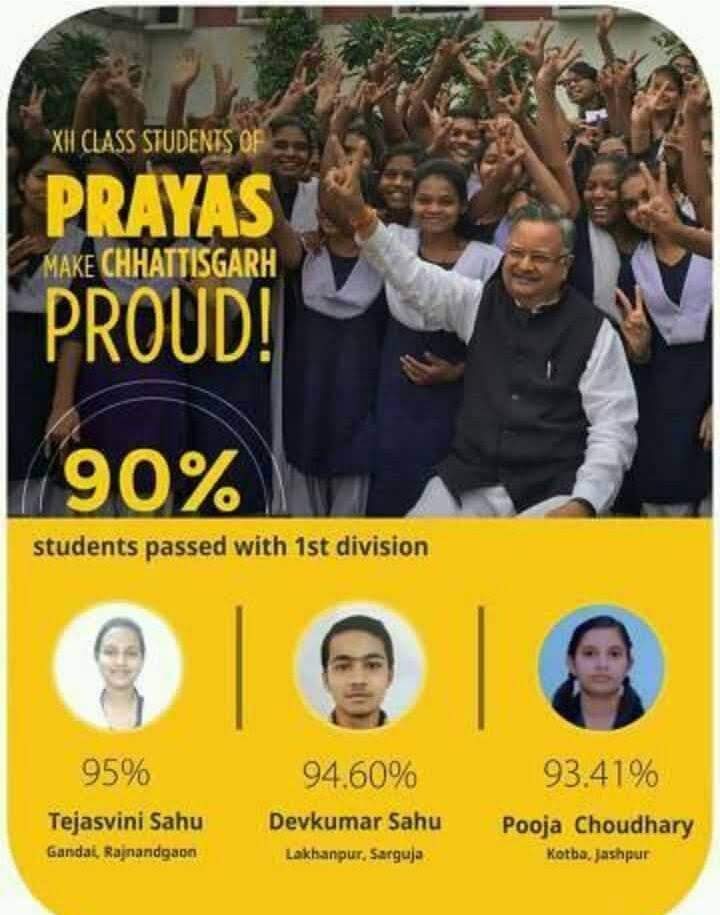 XII CLASS STUDENTS OF
PRAYAS
MAKE CHHATTISGARH
PROUD!
90%
students passed with 1st division
95%
Tejasvini Sahu
Gandai, Rajnandgaon
94.60%
Devkumar Sahu
Lakhanpur, Sarguja
93.41%
Pooja Choudhary
Kotba, Jashpur